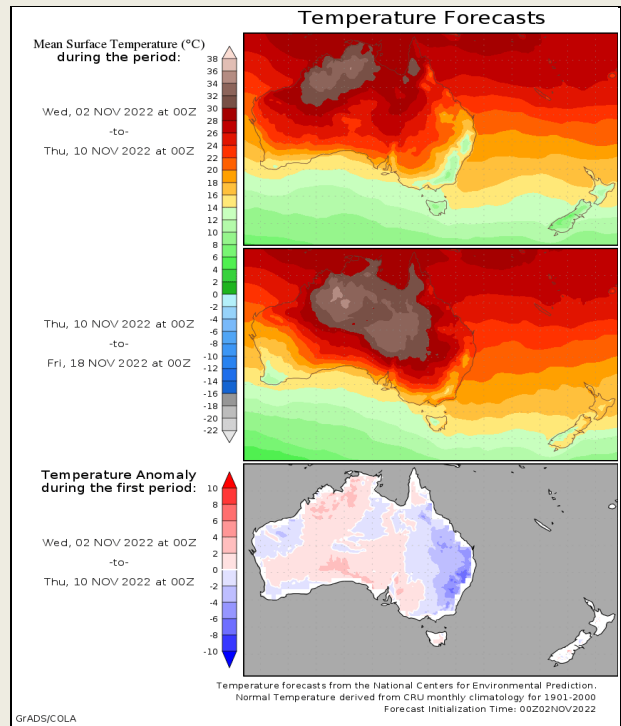 Temperature Forecasts
Mean Surface Temperature (°C)
during the period:
Wed, 02 NOV 2022 at 00Z
-to-
Thu, 10 NOV 2022 at 00Z
38
36
34
32
30
28
26
24
22
20
18
16
14
12
10
8
6
4
2
0
-2
-4
-6
-8
-10
-12
-14
-16
-18
-20
-22
Thu, 10 NOV 2022 at 00Z
-to-
Fri, 18 NOV 2022 at 00Z
Temperature Anomaly
during the first period:
Wed, 02 NOV 2022 at 00Z
-to-
Thu, 10 NOV 2022 at 00Z
10
8
6
4
2
0
-2
-4
-6
-8
-10
Temperature forecasts from the National Centers for Environmental Prediction.
Normal Temperature derived from CRU monthly climatology for 1901-2000
Forecast Initialization Time: 00Z02NOV2022
GrADS/COLA